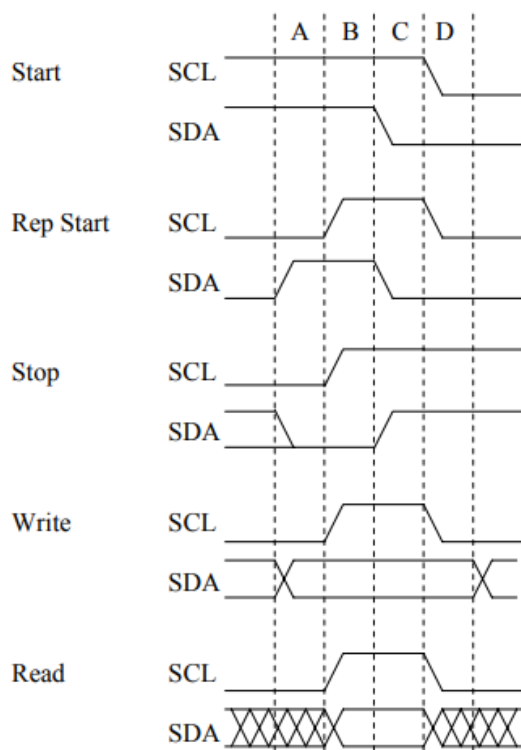 A B C D
Start SCL
SDA
Rep Start SCL
SDA
Stop SCL
SDA
Write SCL
SDA
Read SCL
SDA